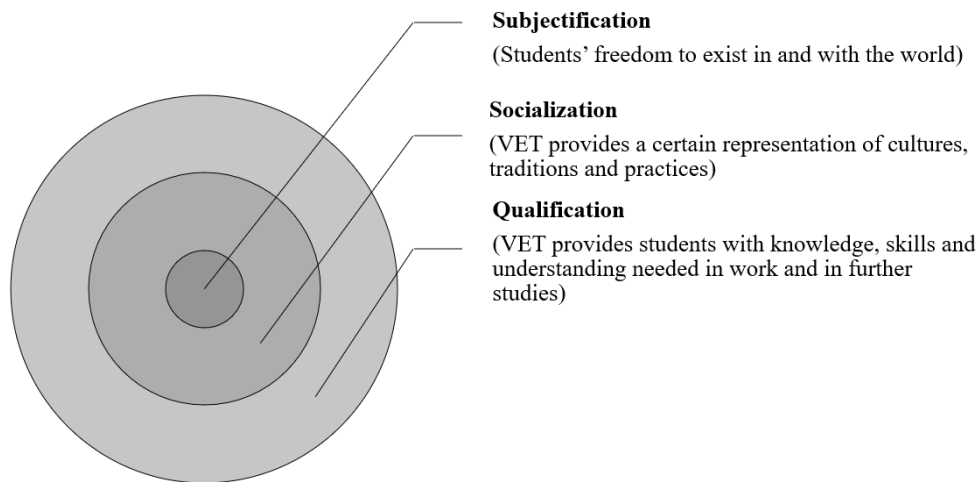 Subjectification
(Students’ freedom to exist in and with the world)
Socialization
(VET provides a certain representation of cultures,
traditions and practices)
Qualification
(VET provides students with knowledge, skills and
understanding needed in work and in further
studies)